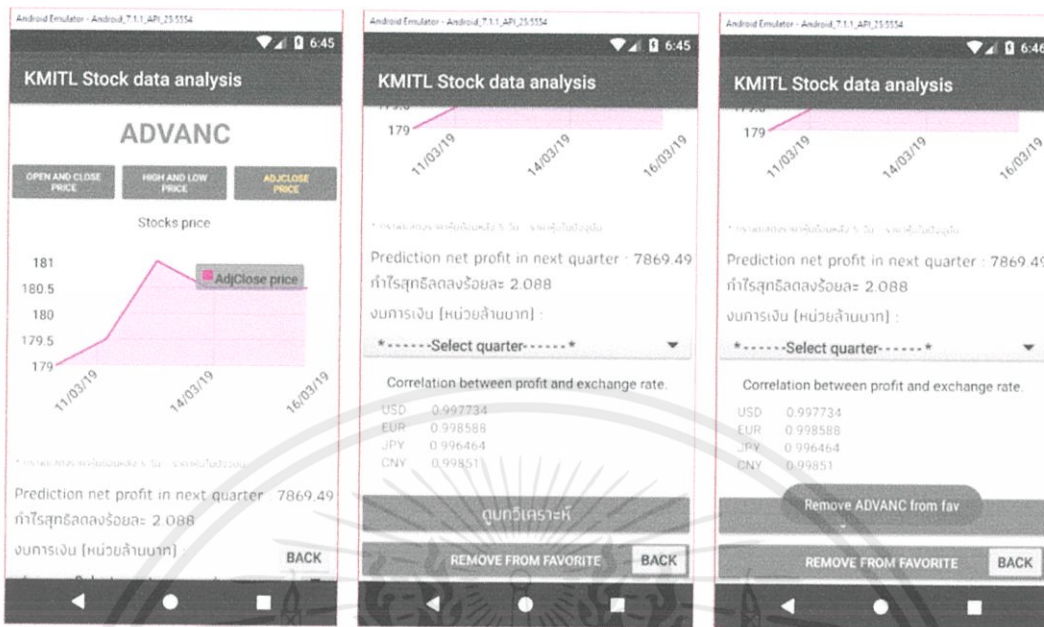 Android Emulator - Android_7.1.1_API_25:5554
6:45
KMITL Stock data analysis
ADVANC
OPEN AND CLOSE PRICE
HIGH AND LOW PRICE
ADJCLOSE PRICE
Stocks price
AdjClose price
181
180.5
180
179.5
179
11/03/19
14/03/19
16/03/19
Prediction net profit in next quarter : 7869.49
กำไรสุทธิลดลงร้อยละ 2.088
งบการเงิน [หน่วยล้านบาท] :
BACK
Android Emulator - Android_7.1.1_API_25:5554
6:45
KMITL Stock data analysis
179
11/03/19
14/03/19
16/03/19
Prediction net profit in next quarter : 7869.49
กำไรสุทธิลดลงร้อยละ 2.088
งบการเงิน [หน่วยล้านบาท] :
*------Select quarter------*
Correlation between profit and exchange rate.
USD 0.997734
EUR 0.998588
JPY 0.996464
CNY 0.99851
ดูบทวิเคราะห์
REMOVE FROM FAVORITE
BACK
Android Emulator - Android_7.1.1_API_25:5554
6:46
KMITL Stock data analysis
179
11/03/19
14/03/19
16/03/19
Prediction net profit in next quarter : 7869.49
กำไรสุทธิลดลงร้อยละ 2.088
งบการเงิน [หน่วยล้านบาท] :
*------Select quarter------*
Correlation between profit and exchange rate.
USD 0.997734
EUR 0.998588
JPY 0.996464
CNY 0.99851
Remove ADVANC from fav
REMOVE FROM FAVORITE
BACK